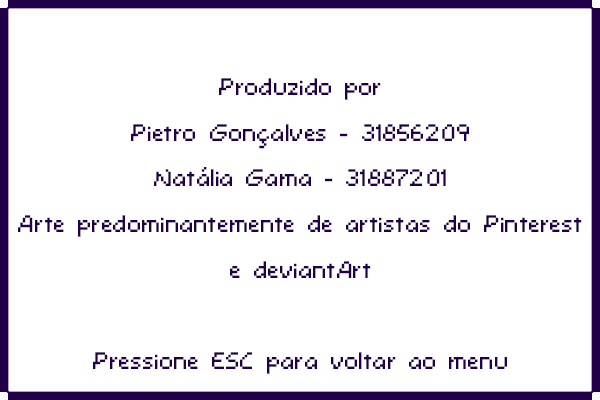 Produzido por
Pietro Gonçalves - 31856209
Natália Gama - 31887201
Arte predominantemente de artistas do Pinterest
e deviantArt
Pressione ESC para voltar ao menu